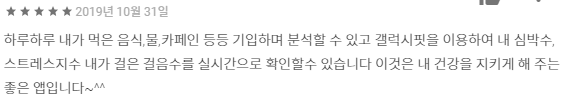 ★★★★★ 2019년 10월 31일
하루하루 내가 먹은 음식,물,카페인 등등 기입하며 분석할 수 있고 갤럭시핏을 이용하여 내 심박수,
스트레스지수 내가 걸은 걸음수를 실시간으로 확인할수 있습니다 이것은 내 건강을 지키게 해 주는
좋은 앱입니다~^^